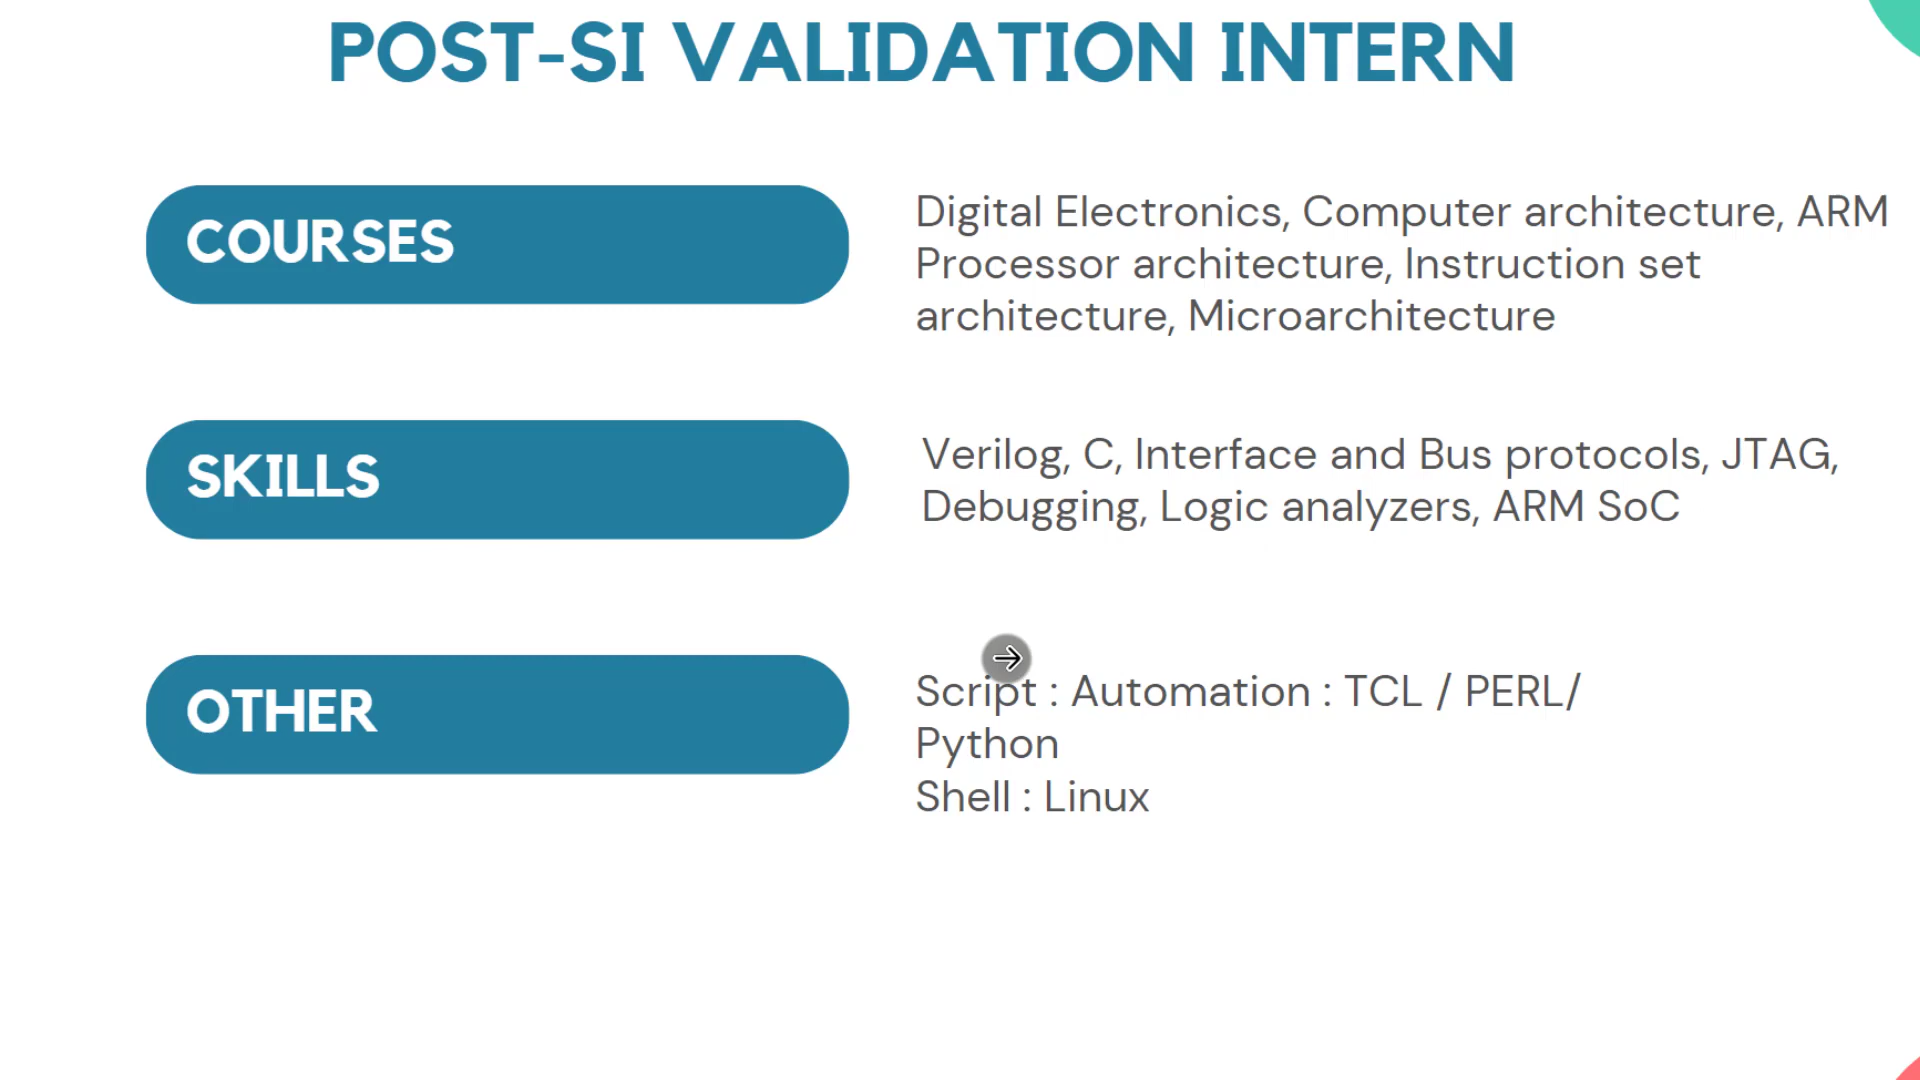 POST-SI VALIDATION INTERN
COURSES
Digital Electronics, Computer architecture, ARM
Processor architecture, Instruction set
architecture, Microarchitecture
SKILLS
Verilog, C, Interface and Bus protocols, JTAG,
Debugging, Logic analyzers, ARM SoC
OTHER
Script : Automation : TCL / PERL/
Python
Shell : Linux